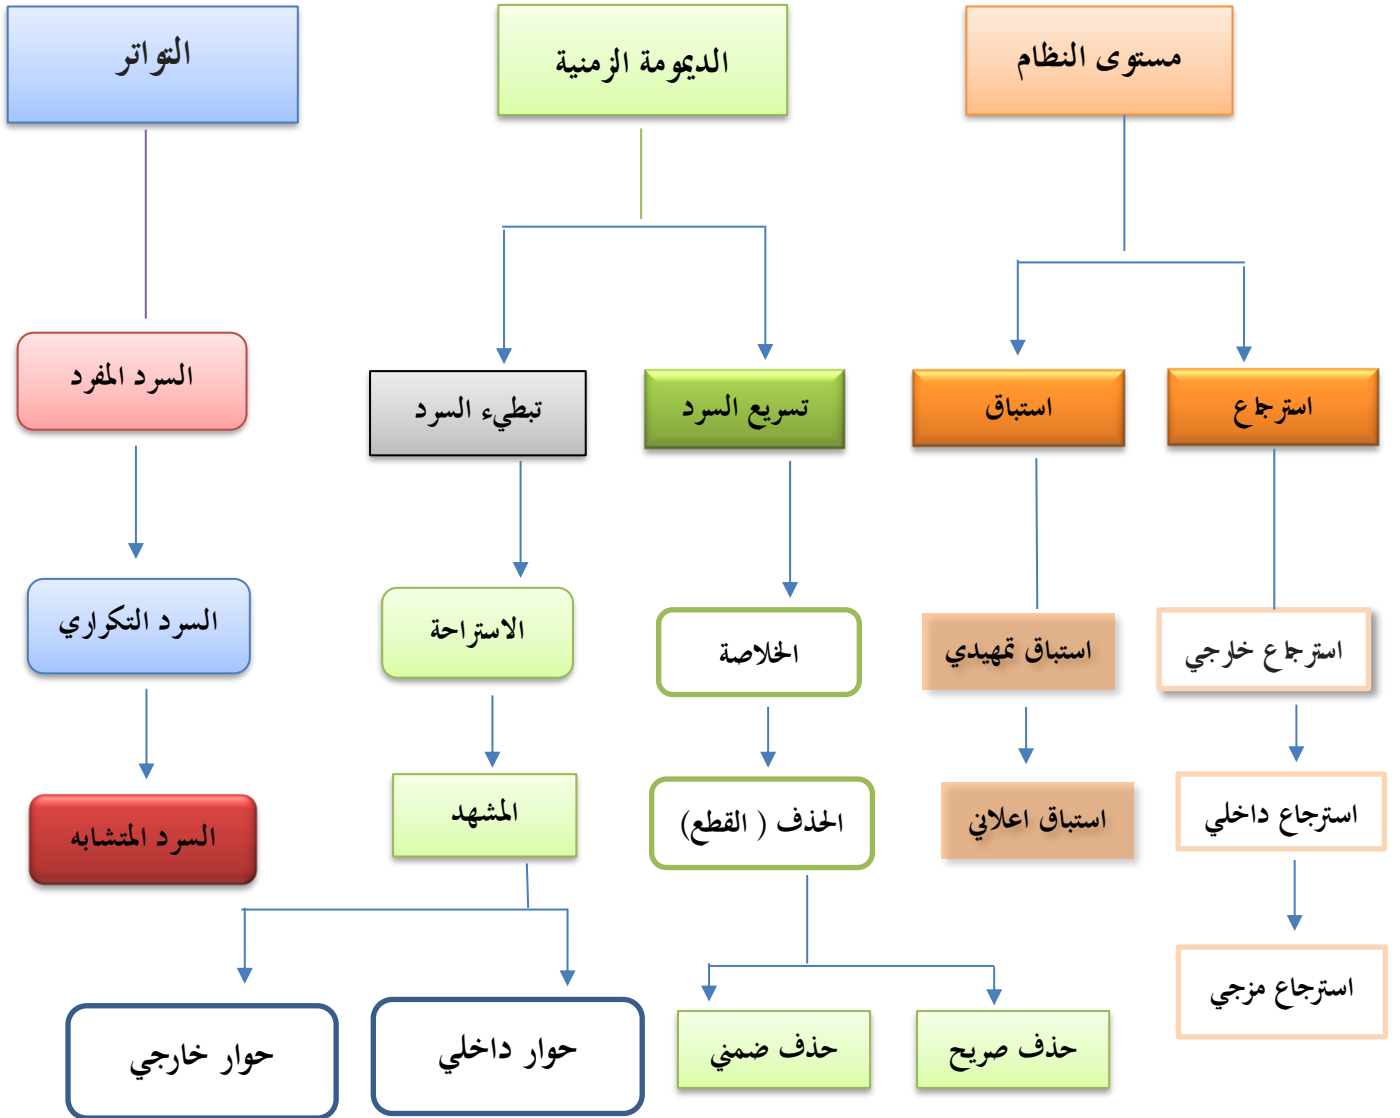 مستوى النظام
الديمومة الزمنية
التواتر
استرجاع
استباق
تسريع السرد
تبطيء السرد
السرد المفرد
استرجاع خارجي
استباق تمهيدي
الخلاصة
الاستراحة
السرد التكراري
استرجاع داخلي
استباق اعلاني
الحذف ( القطع)
المشهد
السرد المتشابه
استرجاع مزجي
حذف صريح
حذف ضمني
حوار داخلي
حوار خارجي